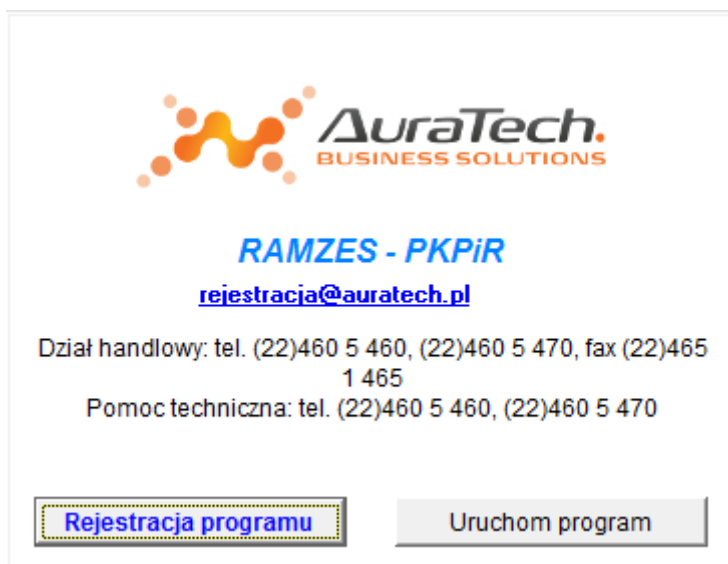 AuraTech.
BUSINESS SOLUTIONS
RAMZES - PKPiR
rejestracja@auratech.pl
Dział handlowy: tel. (22)460 5 460, (22)460 5 470, fax (22)465
1 465
Pomoc techniczna: tel. (22)460 5 460, (22)460 5 470
Rejestracja programu
Uruchom program